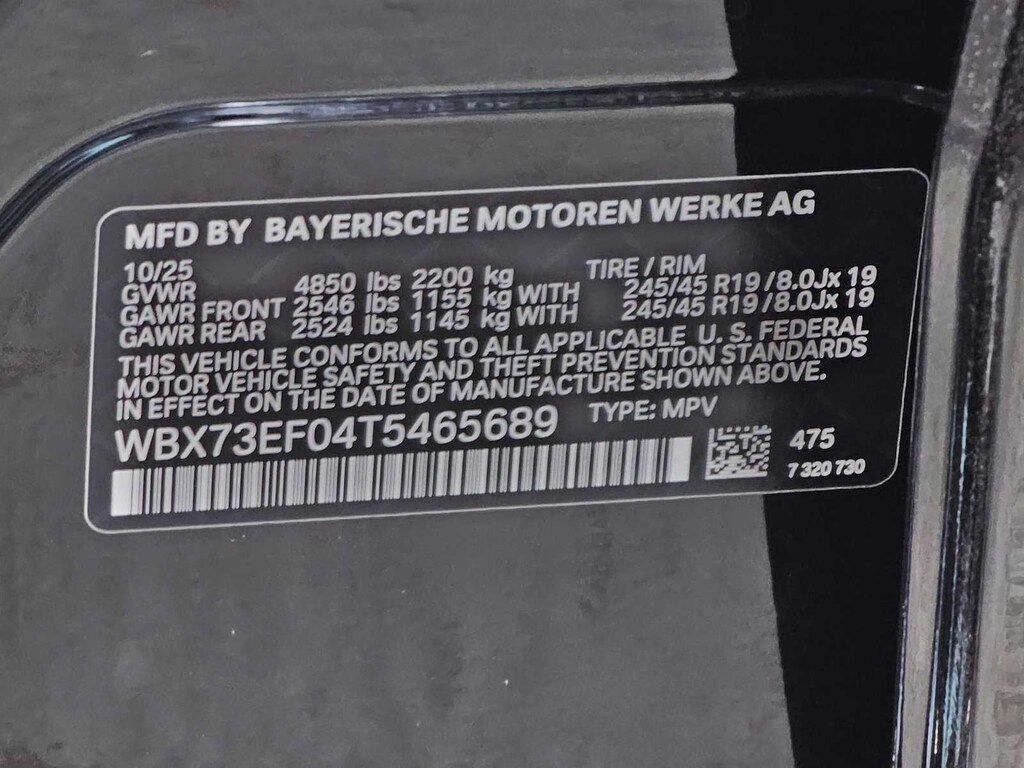 MFD BY BAYERISCHE MOTOREN WERKE AG
10/25
GVWR 4850 lbs 2200 kg TIRE / RIM
GAWR FRONT 2546 lbs 1155 kg WITH 245/45 R19 / 8.0Jx 19
GAWR REAR 2524 lbs 1145 kg WITH 245/45 R19 / 8.0Jx 19
THIS VEHICLE CONFORMS TO ALL APPLICABLE U. S. FEDERAL
MOTOR VEHICLE SAFETY AND THEFT PREVENTION STANDARDS
IN EFFECT ON THE DATE OF MANUFACTURE SHOWN ABOVE.
WBX73EF04T5465689 TYPE: MPV
475
7 320 730